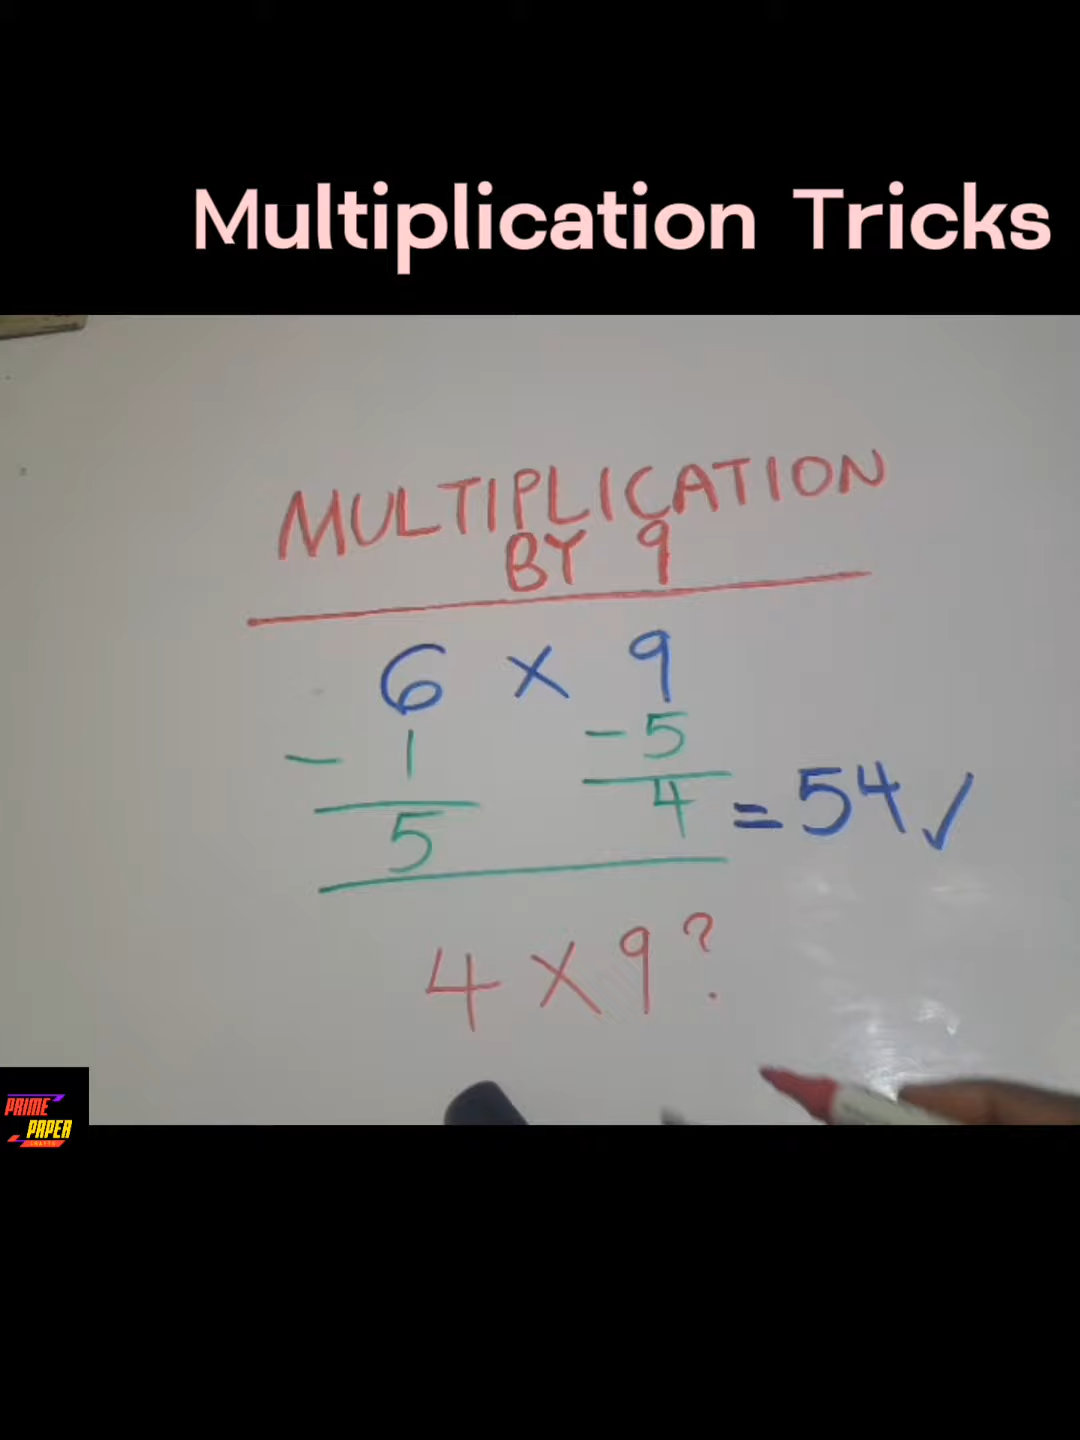 Multiplication Tricks
MULTIPLICATION
BY 9
6 × 9
- 1 - 5
5 4 = 54 ✓
4 × 9 ?
PRIME
PAPER